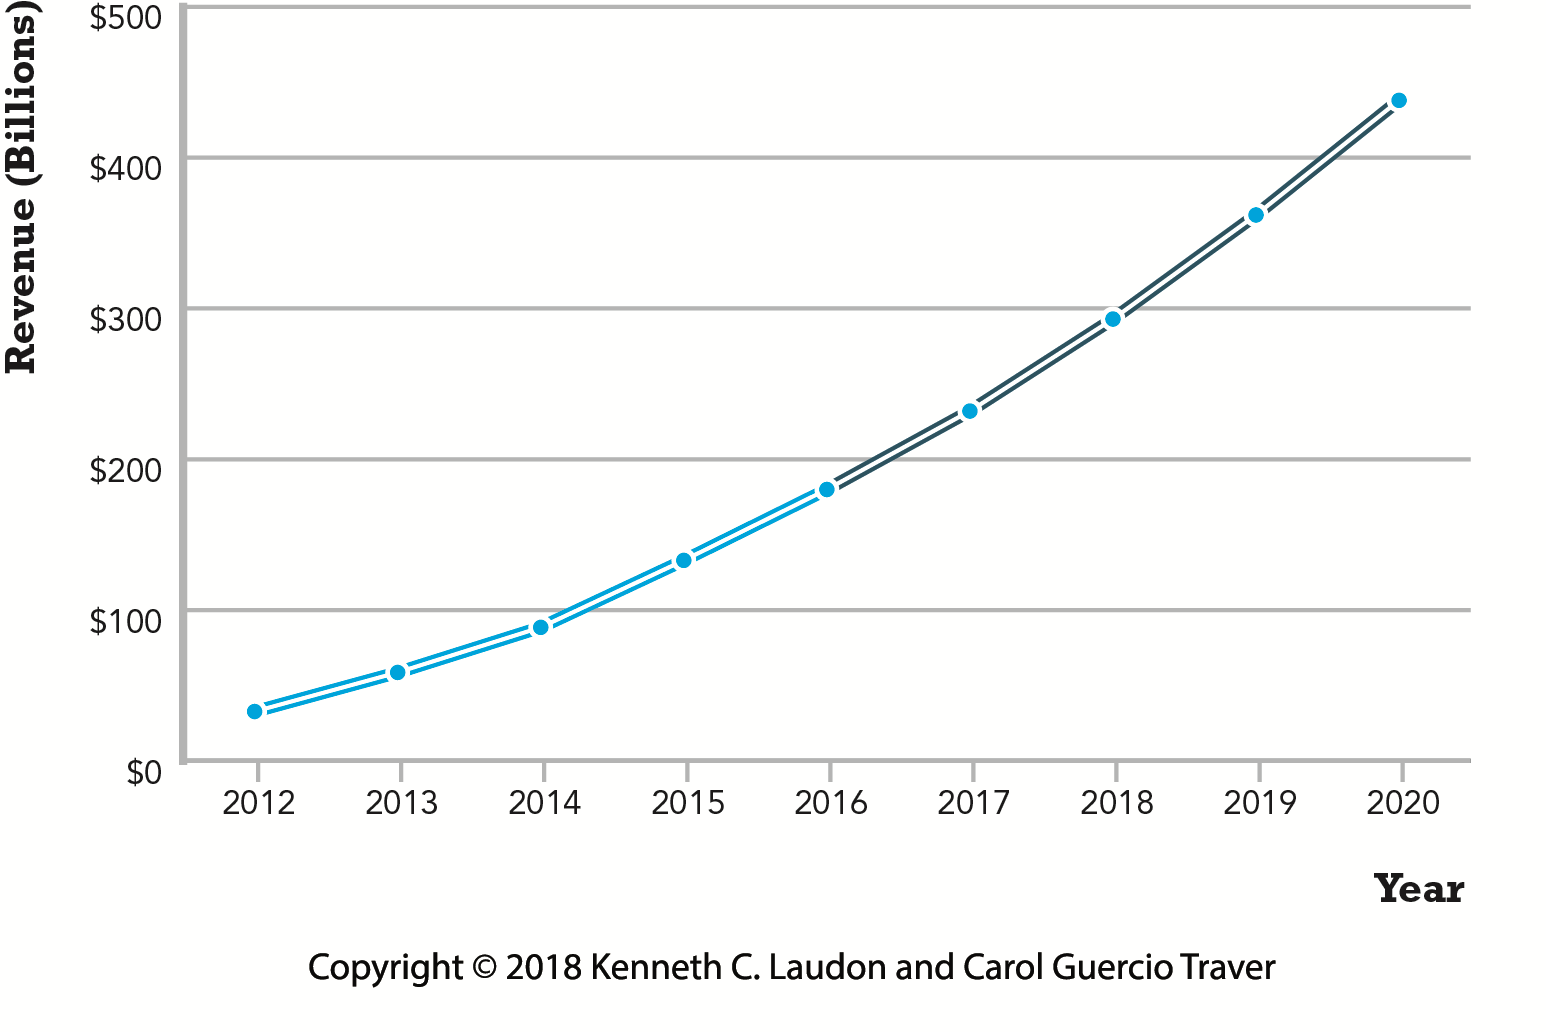 Revenue (Billions)
$500
$400
$300
$200
$100
$0
2012 2013 2014 2015 2016 2017 2018 2019 2020
Year
Copyright © 2018 Kenneth C. Laudon and Carol Guercio Traver